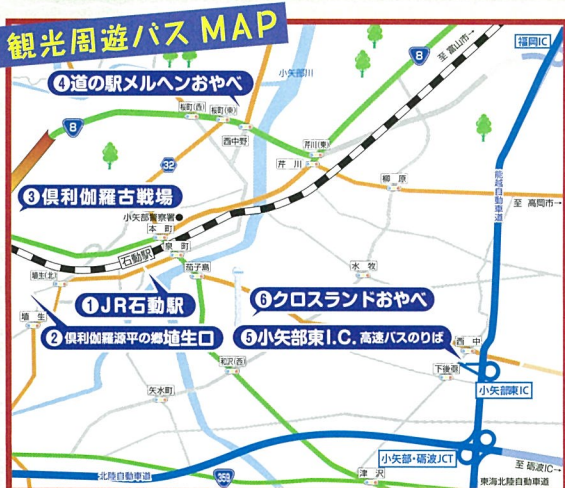 観光周遊バスMAP
福岡IC
至 富山市→
8
小矢部川
④道の駅メルヘンおやべ
桜町(西)
桜町(東)
8
西中野
芹川(東)
芹川
32
柳原
能越自動車道
至 高岡市→
③倶利伽羅古戦場
小矢部警察署
本町
泉町
石動駅
茄子島
埴生(北)
水牧
①JR石動駅
⑥クロスランドおやべ
埴生
②倶利伽羅源平の郷埴生口
⑤小矢部東I.C. 高速バスのりば
西中
和沢(西)
下後亟
矢水町
小矢部東IC
小矢部・砺波JCT
至 砺波IC→
北陸自動車道
359
津沢
東海北陸自動車道